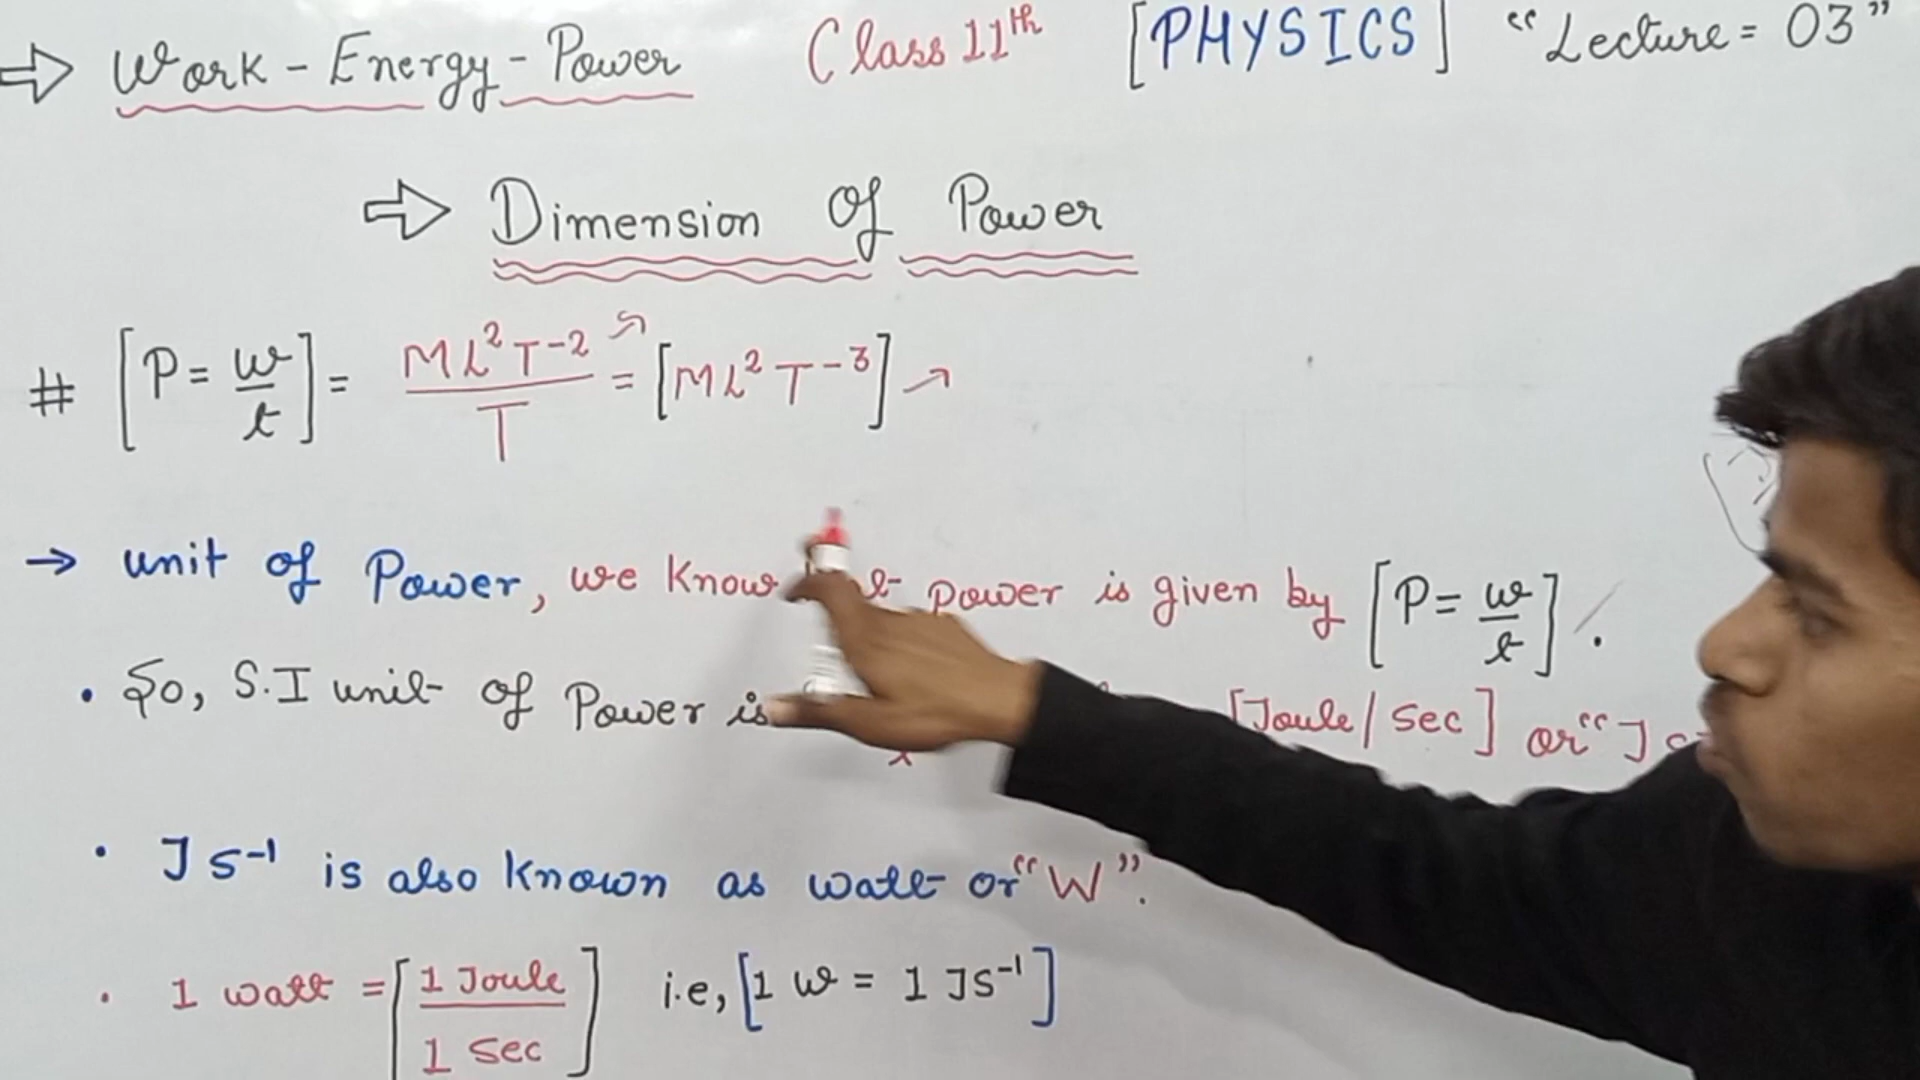 ⇒ Work - Energy - Power Class 11th [PHYSICS] "Lecture = 03"
⇒ Dimension Of Power
# [P = w/t] = ML²T⁻²/T = [ML²T⁻³]
→ unit of Power, we know power is given by [P = w/t].
• So, S.I unit of Power is [Joule/sec] or "J
• JS⁻¹ is also known as watt or "W".
• 1 watt = [1 Joule/1 sec] i.e, [1 w = 1 JS⁻¹]